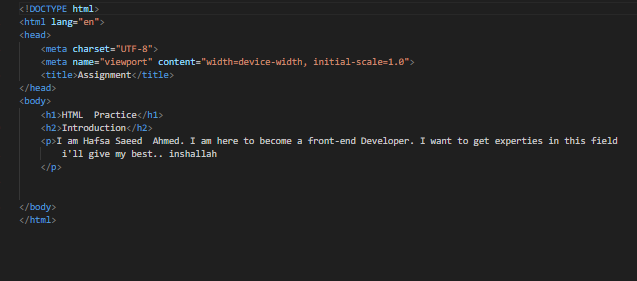 <!DOCTYPE html>
<html lang="en">
<head>
    <meta charset="UTF-8">
    <meta name="viewport" content="width=device-width, initial-scale=1.0">
    <title>Assignment</title>
</head>
<body>
    <h1>HTML  Practice</h1>
    <h2>Introduction</h2>
    <p>I am Hafsa Saeed  Ahmed. I am here to become a front-end Developer. I want to get experties in this field
        i'll give my best.. inshallah
    </p>
</body>
</html>